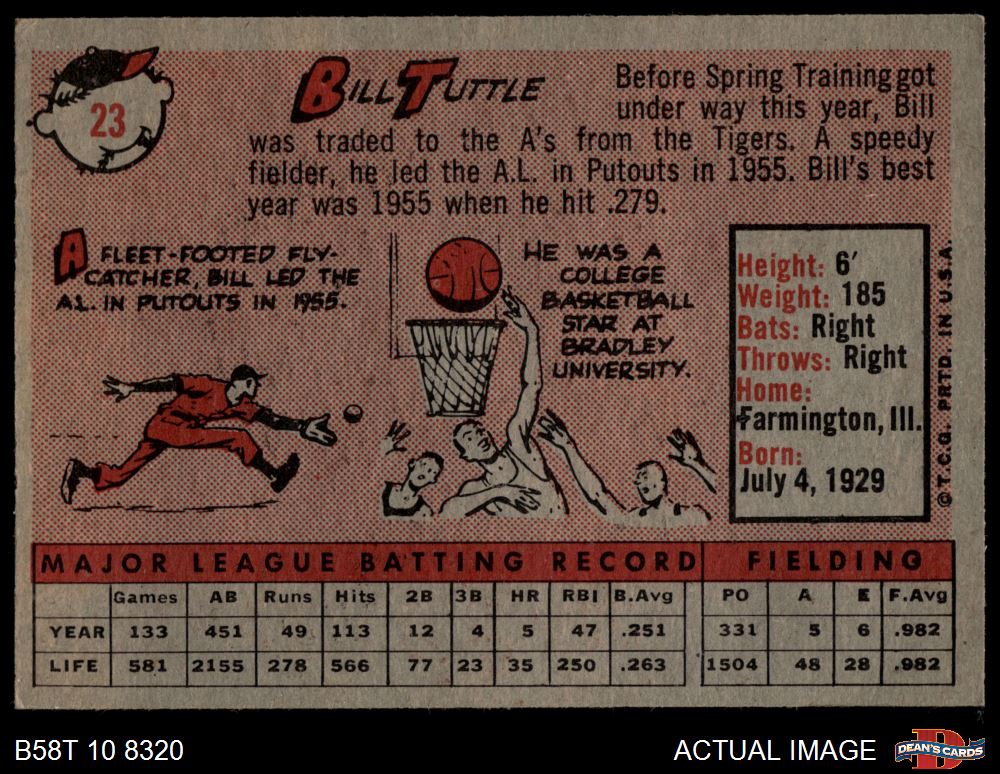 23
BILL TUTTLE
Before Spring Training got
under way this year, Bill
was traded to the A's from the Tigers. A speedy
fielder, he led the A.L. in Putouts in 1955. Bill's best
year was 1955 when he hit .279.
A FLEET-FOOTED FLY-
CATCHER, BILL LED THE
A.L. IN PUTOUTS IN 1955.
HE WAS A
COLLEGE
BASKETBALL
STAR AT
BRADLEY
UNIVERSITY.
Height: 6'
Weight: 185
Bats: Right
Throws: Right
Home:
Farmington, Ill.
Born:
July 4, 1929
© T.C.G. PRTD. IN U.S.A.
MAJOR LEAGUE BATTING RECORD FIELDING
Games AB Runs Hits 2B 3B HR RBI B.Avg PO A E F.Avg
YEAR 133 451 49 113 12 4 5 47 .251 331 5 6 .982
LIFE 581 2155 278 566 77 23 35 250 .263 1504 48 28 .982
B58T 10 8320
ACTUAL IMAGE
DEAN'S CARDS